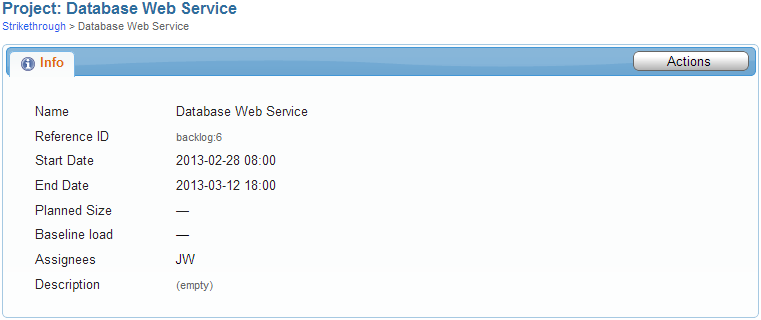 Project: Database Web Service
Strikethrough > Database Web Service
Info
Actions
Name Database Web Service
Reference ID backlog:6
Start Date 2013-02-28 08:00
End Date 2013-03-12 18:00
Planned Size —
Baseline load —
Assignees JW
Description (empty)